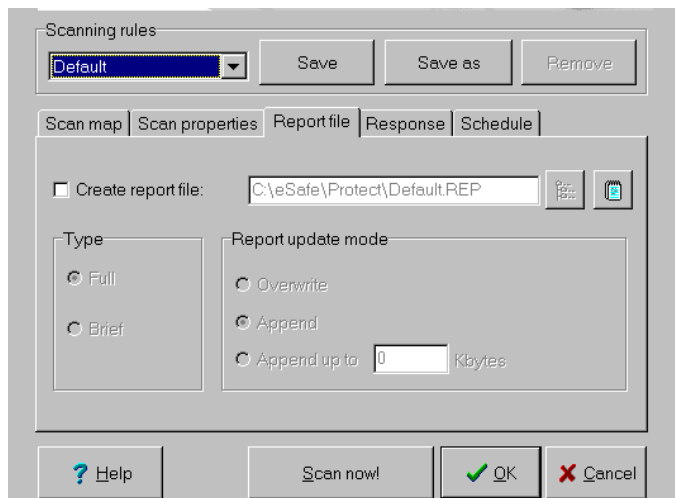 Scanning rules
Default Save Save as Remove
Scan map Scan properties Report file Response Schedule
Create report file: C:\eSafe\Protect\Default.REP
Type Report update mode
Full Overwrite
Brief Append
Append up to 0 Kbytes
? Help Scan now! OK Cancel